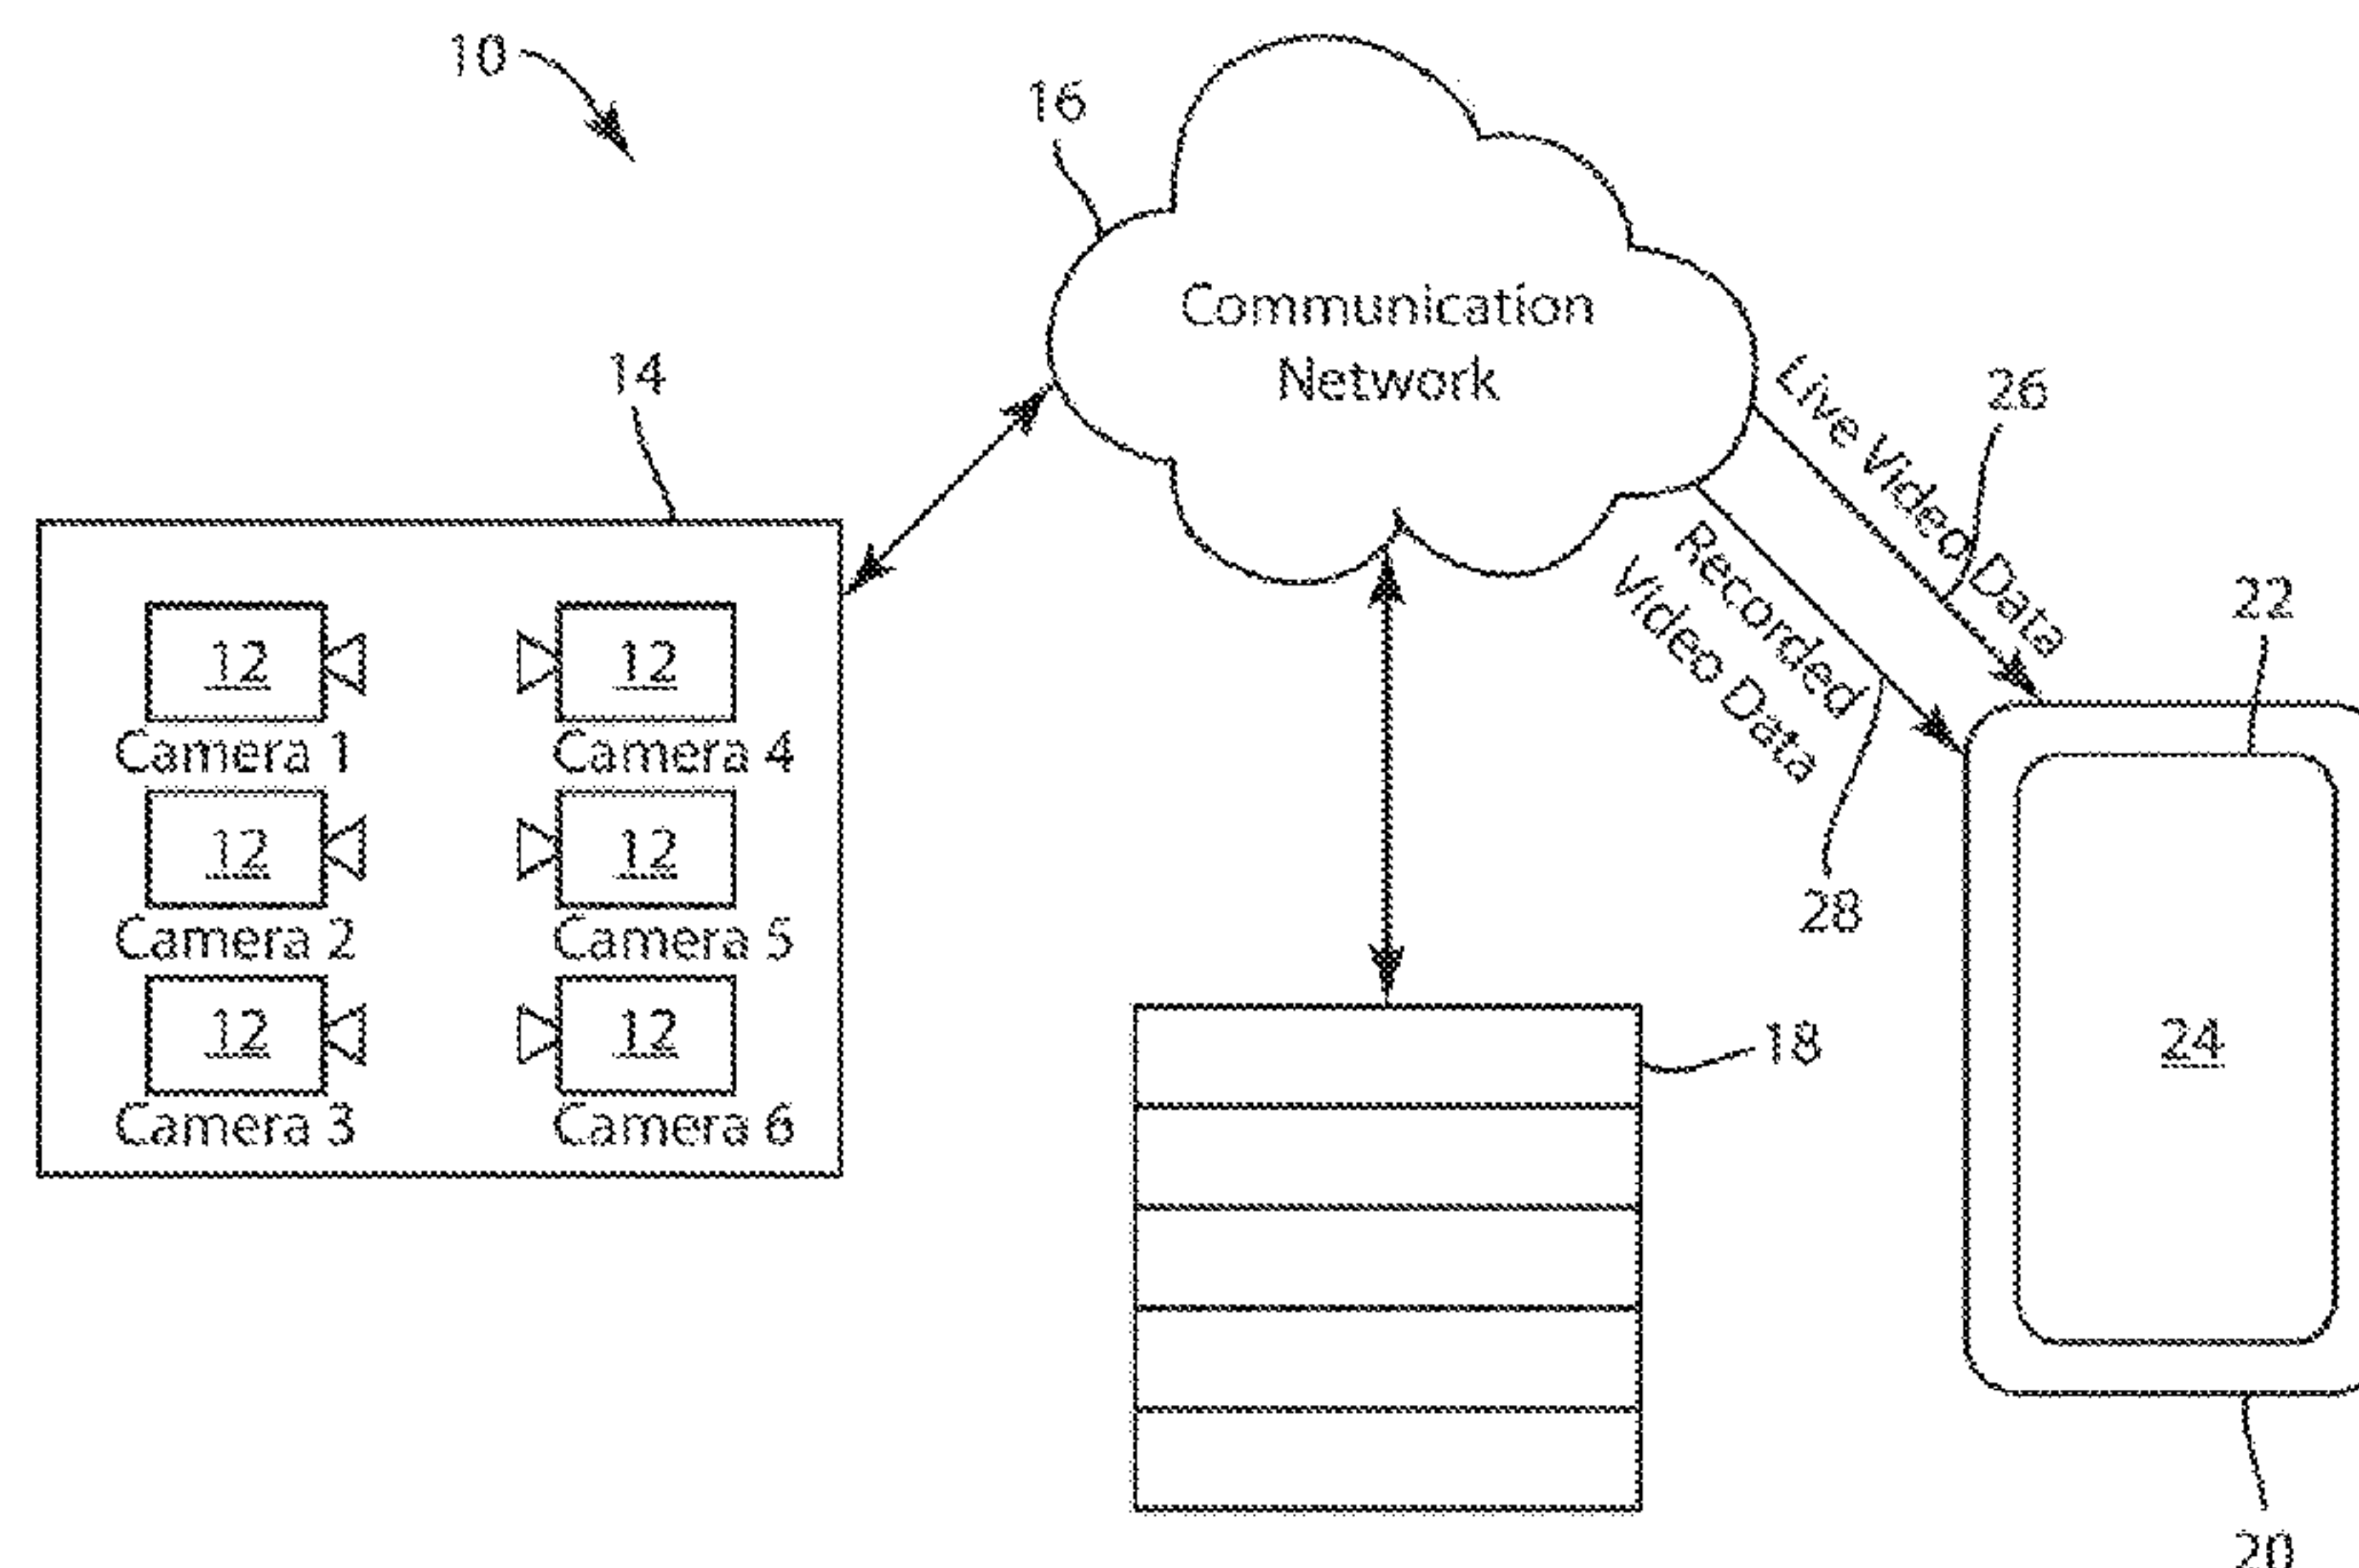 10
16
Communication
Network
14
Live Video Data
26
Recorded
Video Data
22
12
12
Camera 1
Camera 4
12
12
Camera 2
Camera 5
28
12
12
Camera 3
Camera 6
18
24
20